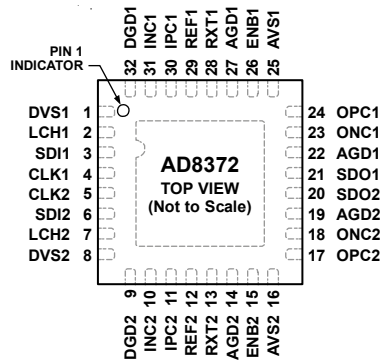 DGD1 INC1 IPC1 REF1 RXT1 AGD1 ENB1 AVS1
32 31 30 29 28 27 26 25
PIN 1
INDICATOR
DVS1 1
LCH1 2
SDI1 3
CLK1 4
CLK2 5
SDI2 6
LCH2 7
DVS2 8
AD8372
TOP VIEW
(Not to Scale)
24 OPC1
23 ONC1
22 AGD1
21 SDO1
20 SDO2
19 AGD2
18 ONC2
17 OPC2
9 10 11 12 13 14 15 16
DGD2 INC2 IPC2 REF2 RXT2 AGD2 ENB2 AVS2